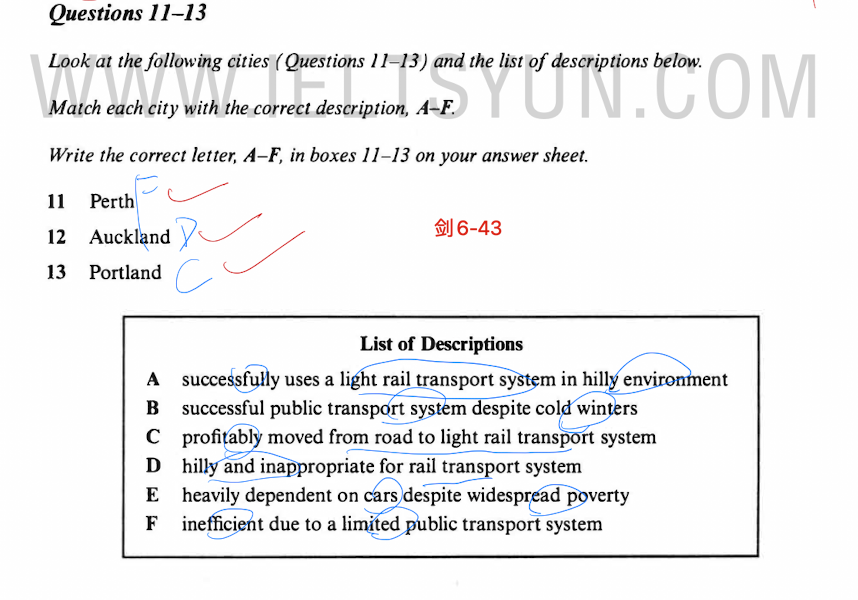 Questions 11–13
Look at the following cities (Questions 11–13) and the list of descriptions below.
WWW.IELTSYUN.COM
Match each city with the correct description, A–F.
Write the correct letter, A–F, in boxes 11–13 on your answer sheet.
11 Perth F
12 Auckland D
剑6-43
13 Portland C
List of Descriptions
A successfully uses a light rail transport system in hilly environment
B successful public transport system despite cold winters
C profitably moved from road to light rail transport system
D hilly and inappropriate for rail transport system
E heavily dependent on cars despite widespread poverty
F inefficient due to a limited public transport system